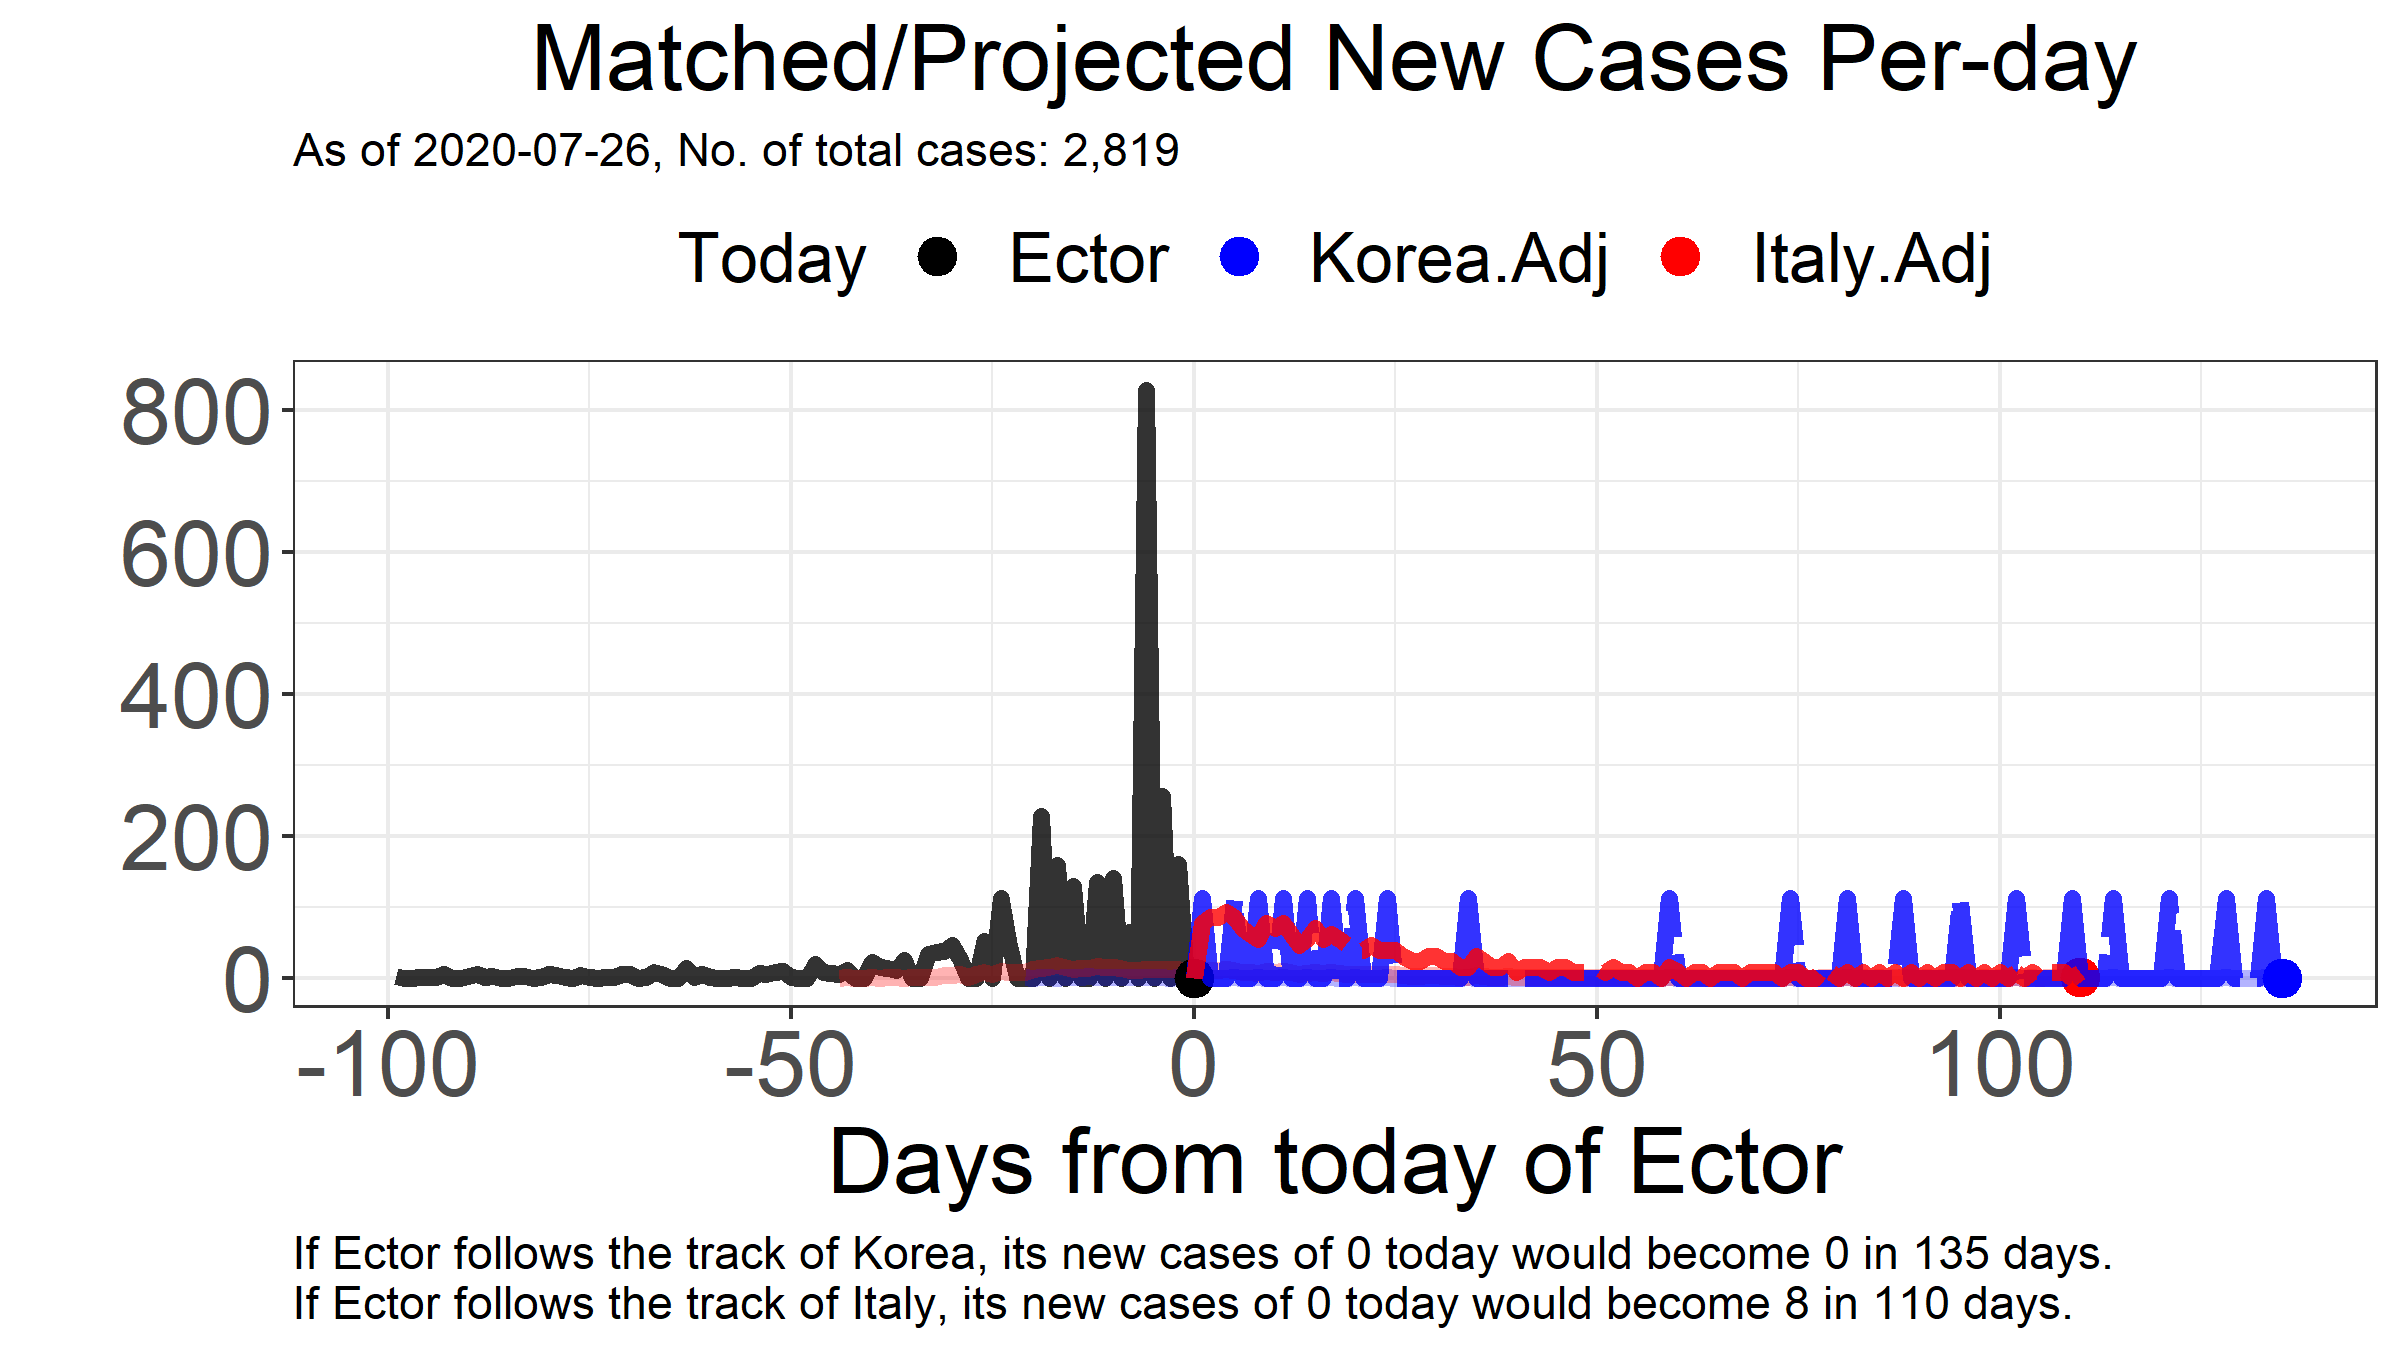 Matched/Projected New Cases Per-day
As of 2020-07-26, No. of total cases: 2,819
Today Ector Korea.Adj Italy.Adj
800
600
400
200
0
-100 -50 0 50 100
Days from today of Ector
If Ector follows the track of Korea, its new cases of 0 today would become 0 in 135 days.
If Ector follows the track of Italy, its new cases of 0 today would become 8 in 110 days.